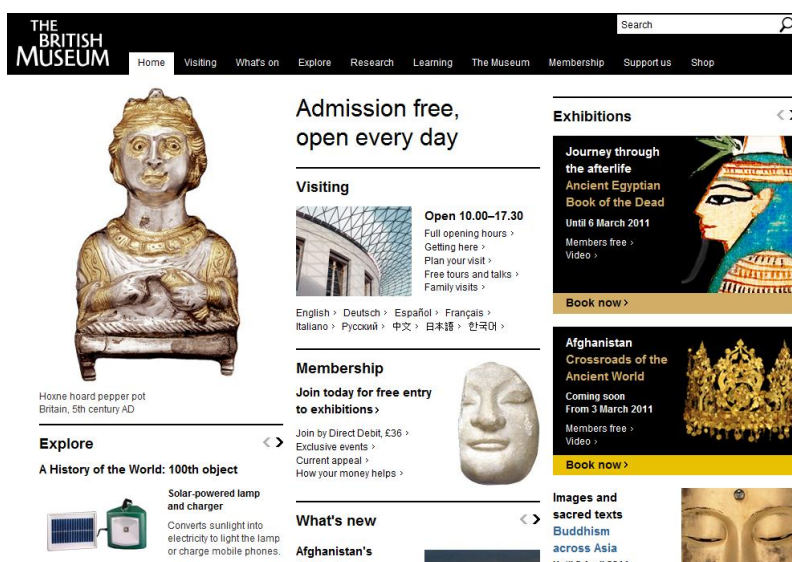 THE
BRITISH
MUSEUM
Search
Home Visiting What's on Explore Research Learning The Museum Membership Support us Shop
Hoxne hoard pepper pot
Britain, 5th century AD
Explore
A History of the World: 100th object
Solar-powered lamp
and charger
Converts sunlight into
electricity to light the lamp
or charge mobile phones.
Admission free,
open every day
Visiting
Open 10.00–17.30
Full opening hours ›
Getting here ›
Plan your visit ›
Free tours and talks ›
Family visits ›
English › Deutsch › Español › Français ›
Italiano › Русский › 中文 › 日本語 › 한국어 ›
Membership
Join today for free entry
to exhibitions ›
Join by Direct Debit, £36 ›
Exclusive events ›
Current appeal ›
How your money helps ›
What's new
Afghanistan's
Exhibitions
Journey through
the afterlife
Ancient Egyptian
Book of the Dead
Until 6 March 2011
Members free ›
Video ›
Book now ›
Afghanistan
Crossroads of the
Ancient World
Coming soon
From 3 March 2011
Members free ›
Video ›
Book now ›
Images and
sacred texts
Buddhism
across Asia